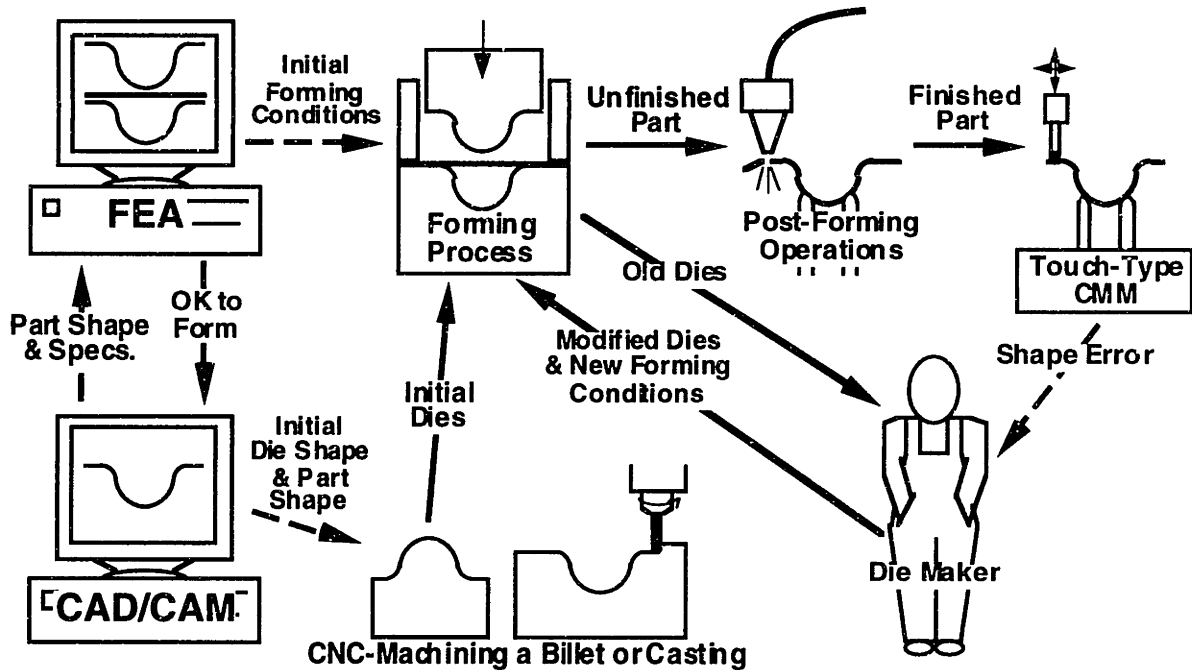 Initial
Forming
Conditions
FEA
Forming
Process
Unfinished
Part
Post-Forming
Operations
Finished
Part
Touch-Type
CMM
Part Shape
& Specs.
OK to
Form
Old Dies
Modified Dies
& New Forming
Conditions
Shape Error
Initial
Dies
Initial
Die Shape
& Part
Shape
CAD/CAM
Die Maker
CNC-Machining a Billet or Casting